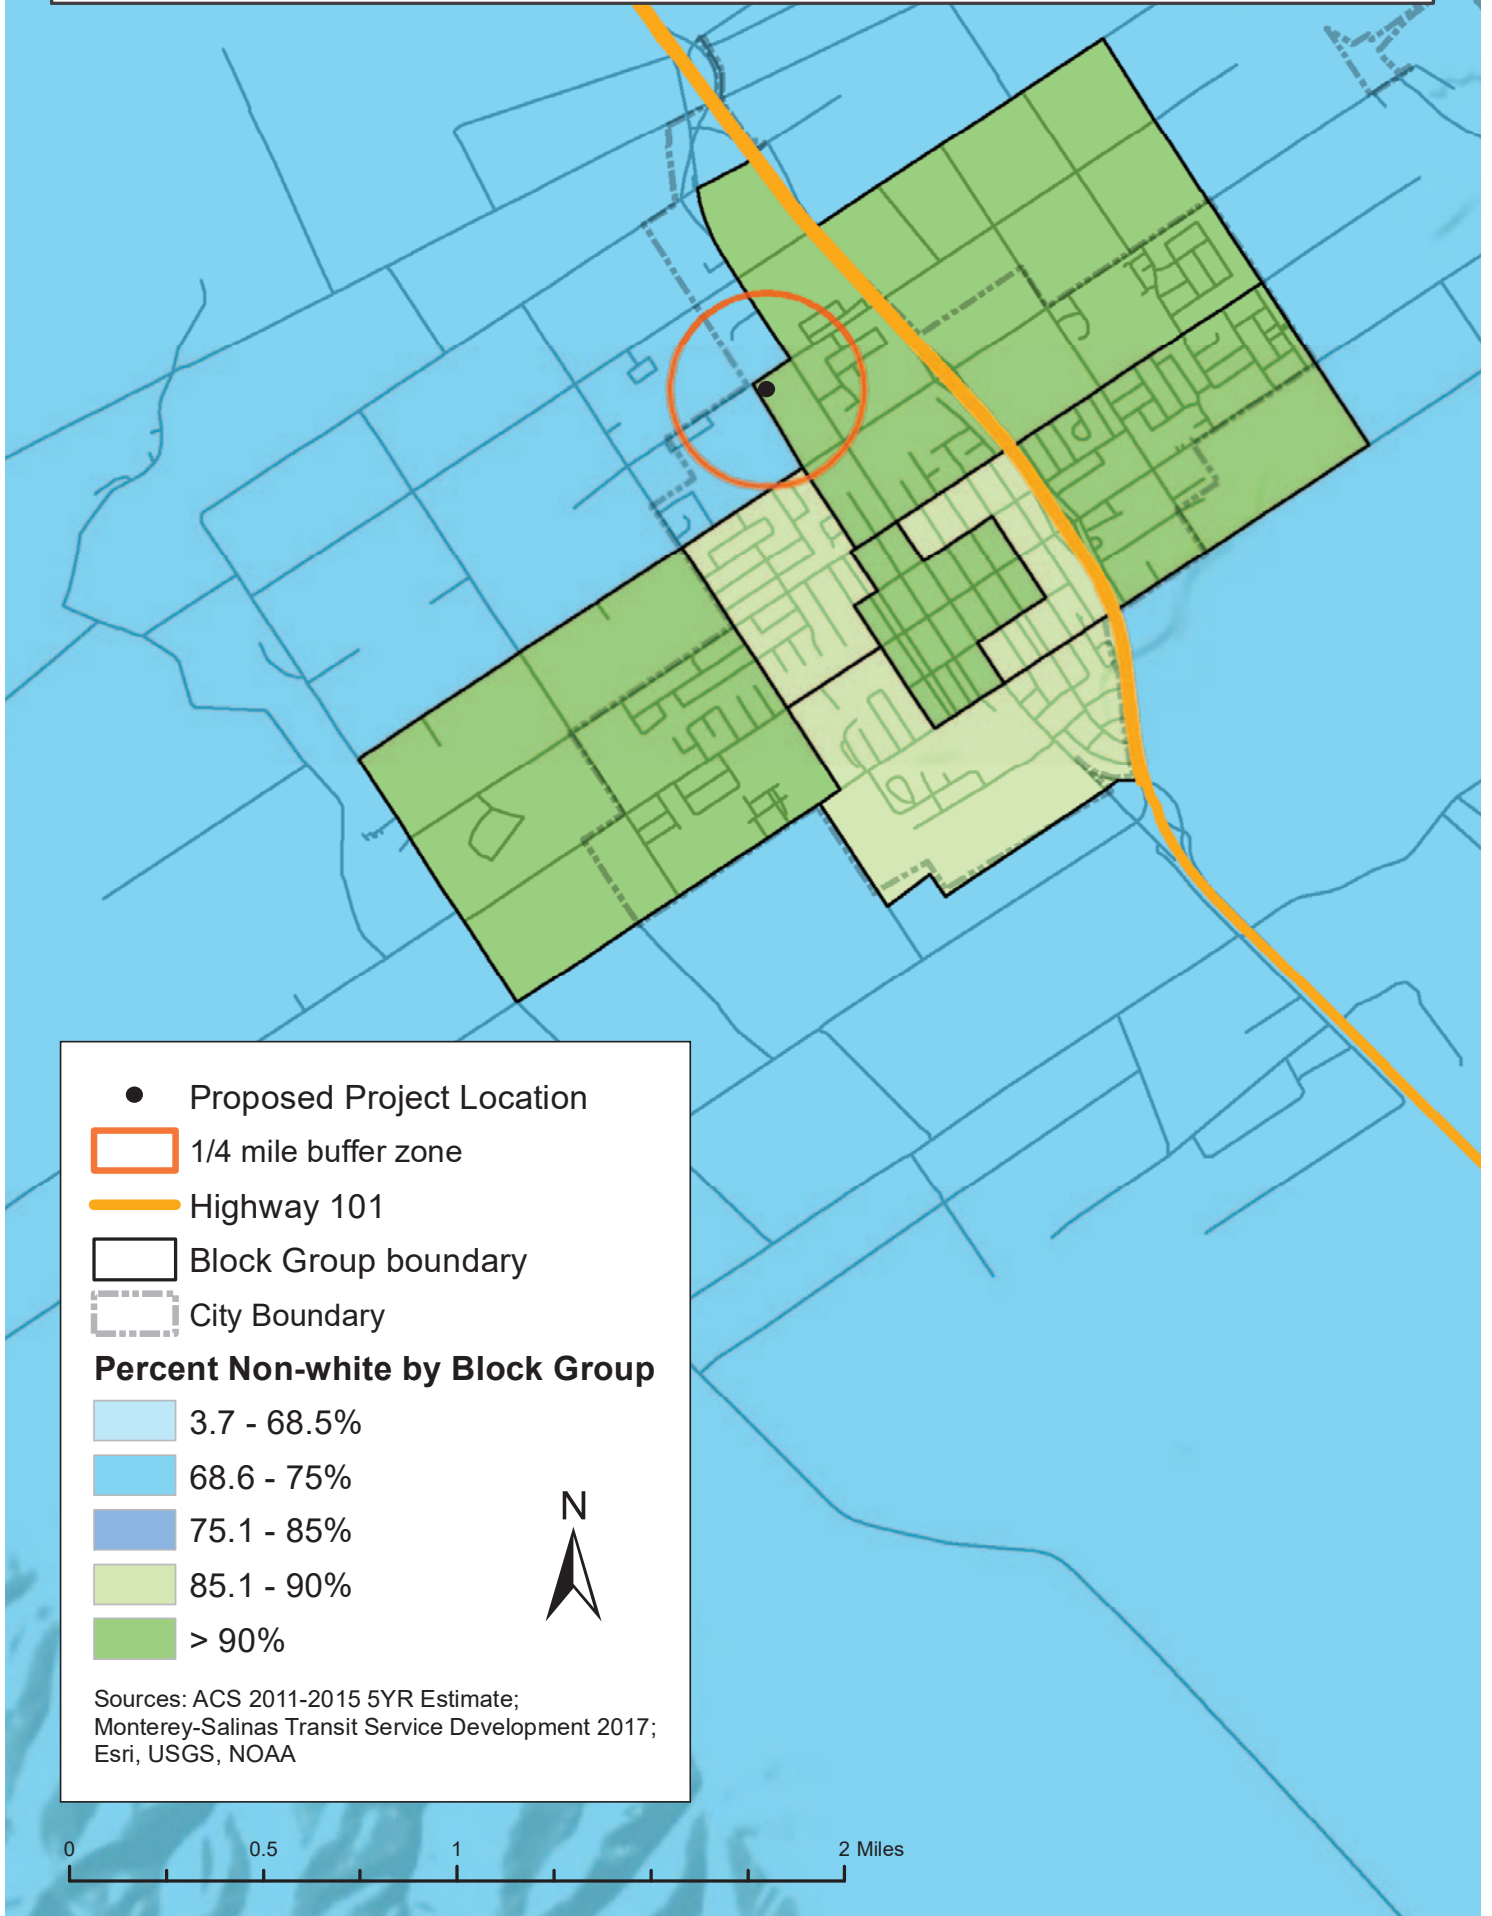 Proposed Project Location
1/4 mile buffer zone
Highway 101
Block Group boundary
City Boundary
Percent Non-white by Block Group
3.7 - 68.5%
68.6 - 75%
75.1 - 85%
85.1 - 90%
> 90%
N
Sources: ACS 2011-2015 5YR Estimate;
Monterey-Salinas Transit Service Development 2017;
Esri, USGS, NOAA
0 0.5 1 2 Miles